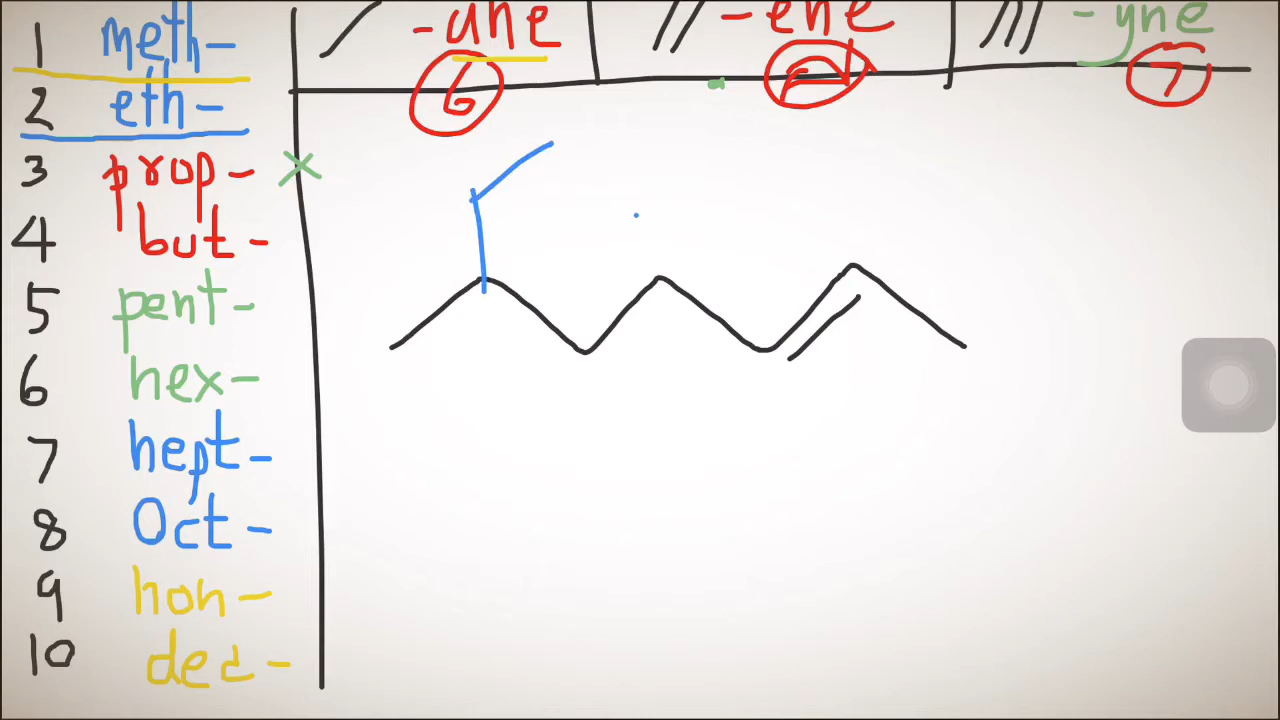 -ane -ene -yne
6 2 7
1 meth-
2 eth-
3 prop- x
4 but-
5 pent-
6 hex-
7 hept-
8 Oct-
9 non-
10 dec-